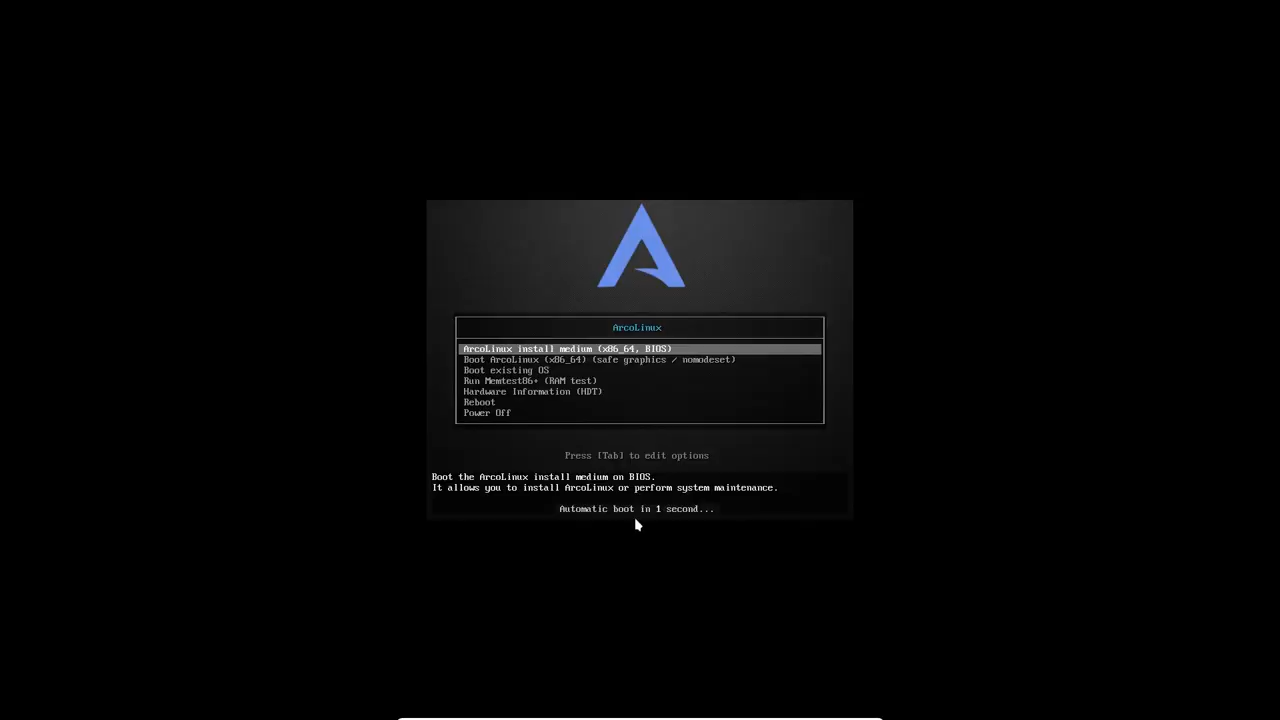 ArcoLinux
ArcoLinux install medium (x86_64, BIOS)
Boot ArcoLinux (x86_64) (safe graphics / nomodeset)
Boot existing OS
Run Memtest86+ (RAM test)
Hardware Information (HDT)
Reboot
Power Off
Press [Tab] to edit options
Boot the ArcoLinux install medium on BIOS.
It allows you to install ArcoLinux or perform system maintenance.
Automatic boot in 1 second...